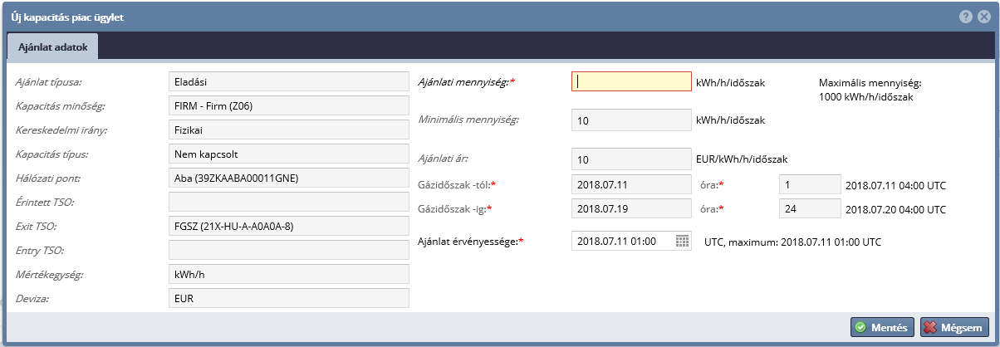 Új kapacitás piac ügylet
Ajánlat adatok
Ajánlat típusa: Eladási
Kapacitás minőség: FIRM - Firm (Z06)
Kereskedelmi irány: Fizikai
Kapacitás típus: Nem kapcsolt
Hálózati pont: Aba (39ZKAABA00011GNE)
Érintett TSO:
Exit TSO: FGSZ (21X-HU-A-A0A0A-8)
Entry TSO:
Mértékegység: kWh/h
Deviza: EUR
Ajánlati mennyiség:* kWh/h/időszak
Maximális mennyiség:
1000 kWh/h/időszak
Minimális mennyiség: 10 kWh/h/időszak
Ajánlati ár: 10 EUR/kWh/h/időszak
Gázidőszak -tól:* 2018.07.11 óra:* 1 2018.07.11 04:00 UTC
Gázidőszak -ig:* 2018.07.19 óra:* 24 2018.07.20 04:00 UTC
Ajánlat érvényessége:* 2018.07.11 01:00 UTC, maximum: 2018.07.11 01:00 UTC
Mentés Mégsem